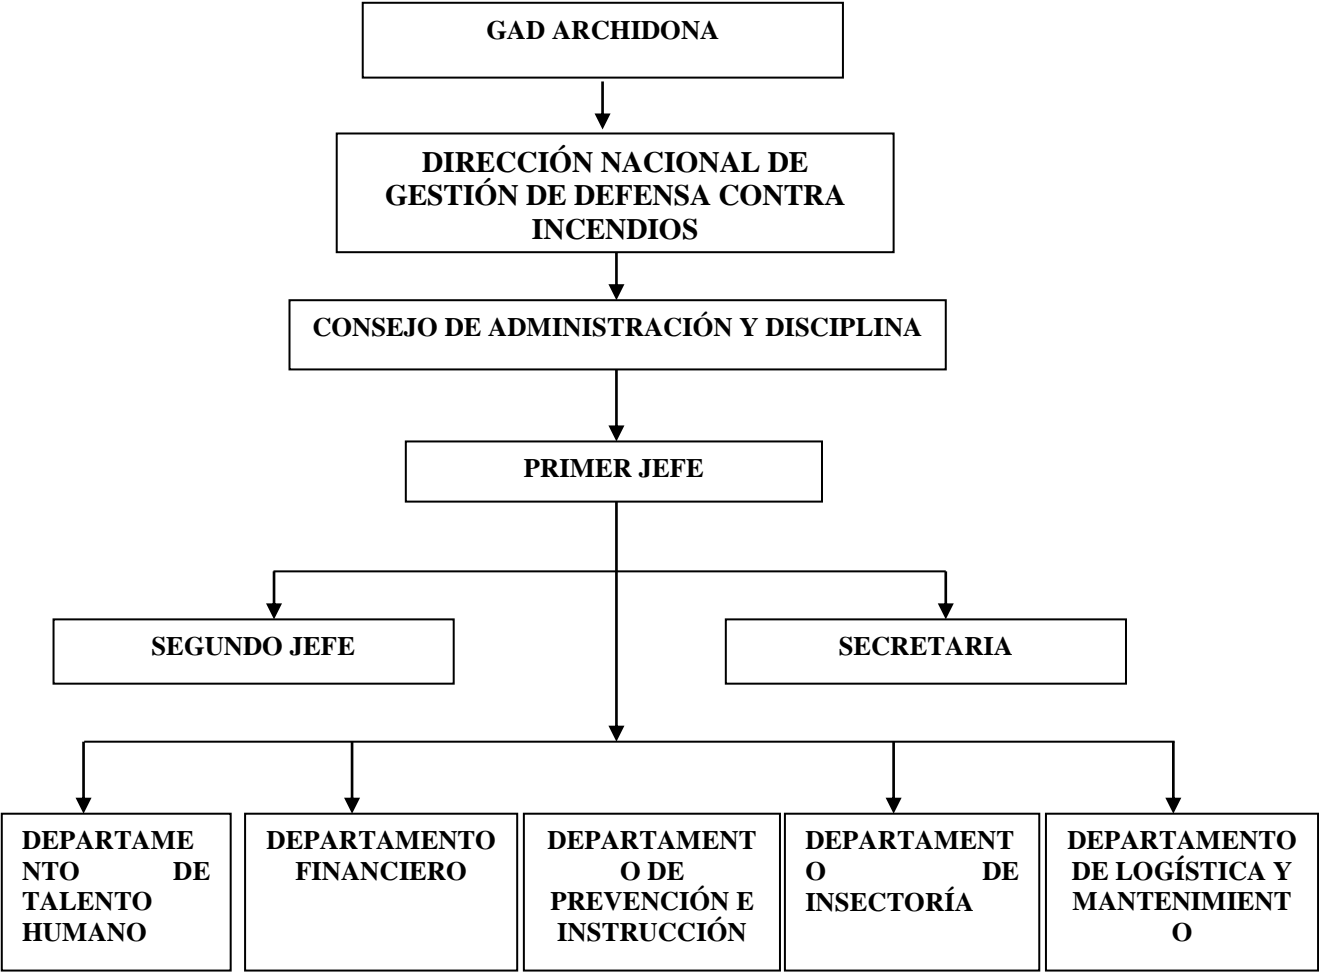 GAD ARCHIDONA
DIRECCIÓN NACIONAL DE
GESTIÓN DE DEFENSA CONTRA
INCENDIOS
CONSEJO DE ADMINISTRACIÓN Y DISCIPLINA
PRIMER JEFE
SEGUNDO JEFE
SECRETARIA
DEPARTAME
NTO DE
TALENTO
HUMANO
DEPARTAMENTO
FINANCIERO
DEPARTAMENT
O DE
PREVENCIÓN E
INSTRUCCIÓN
DEPARTAMENT
O DE
INSECTORÍA
DEPARTAMENTO
DE LOGÍSTICA Y
MANTENIMIENT
O